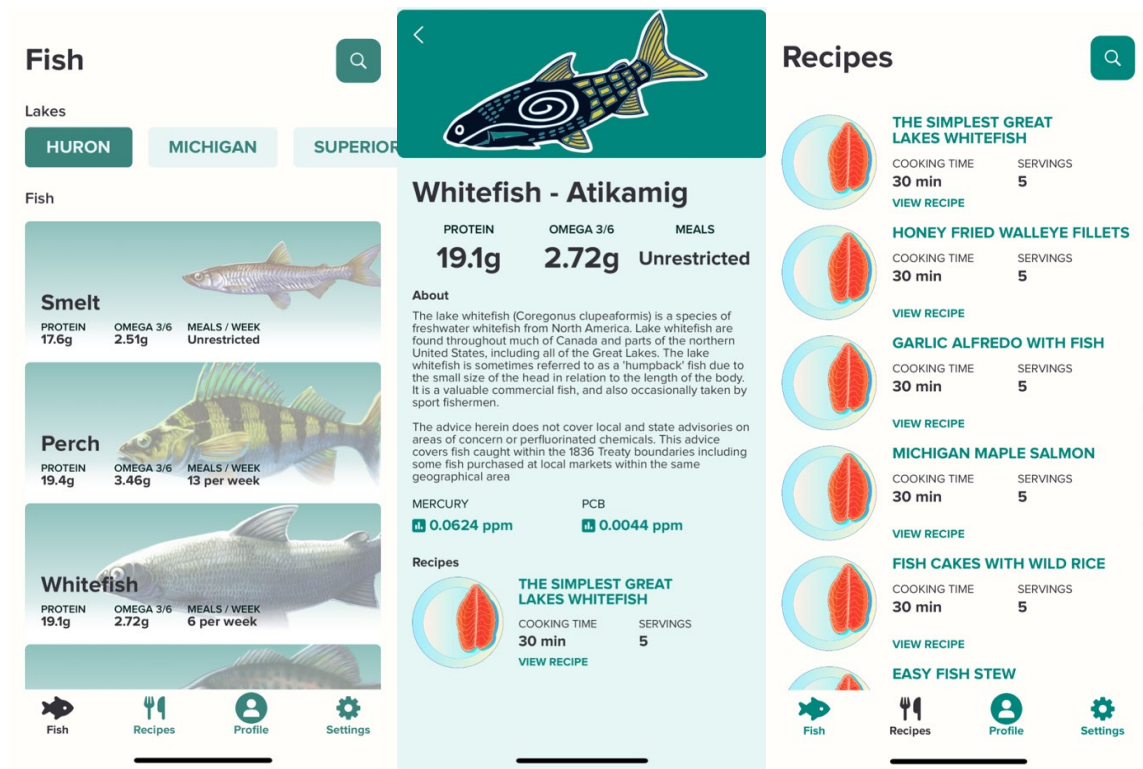 Fish
Lakes
HURON
MICHIGAN
SUPERIOR
Fish
Smelt
PROTEIN OMEGA 3/6 MEALS / WEEK
17.6g 2.51g Unrestricted
Perch
PROTEIN OMEGA 3/6 MEALS / WEEK
19.4g 3.46g 13 per week
Whitefish
PROTEIN OMEGA 3/6 MEALS / WEEK
19.1g 2.72g 6 per week
Fish Recipes Profile Settings
Whitefish - Atikamig
PROTEIN OMEGA 3/6 MEALS
19.1g 2.72g Unrestricted
About
The lake whitefish (Coregonus clupeaformis) is a species of
freshwater whitefish from North America. Lake whitefish are
found throughout much of Canada and parts of the northern
United States, including all of the Great Lakes. The lake
whitefish is sometimes referred to as a 'humpback' fish due to
the small size of the head in relation to the length of the body.
It is a valuable commercial fish, and also occasionally taken by
sport fishermen.
The advice herein does not cover local and state advisories on
areas of concern or perfluorinated chemicals. This advice
covers fish caught within the 1836 Treaty boundaries including
some fish purchased at local markets within the same
geographical area
MERCURY PCB
0.0624 ppm 0.0044 ppm
Recipes
THE SIMPLEST GREAT
LAKES WHITEFISH
COOKING TIME SERVINGS
30 min 5
VIEW RECIPE
Recipes
THE SIMPLEST GREAT
LAKES WHITEFISH
COOKING TIME SERVINGS
30 min 5
VIEW RECIPE
HONEY FRIED WALLEYE FILLETS
COOKING TIME SERVINGS
30 min 5
VIEW RECIPE
GARLIC ALFREDO WITH FISH
COOKING TIME SERVINGS
30 min 5
VIEW RECIPE
MICHIGAN MAPLE SALMON
COOKING TIME SERVINGS
30 min 5
VIEW RECIPE
FISH CAKES WITH WILD RICE
COOKING TIME SERVINGS
30 min 5
VIEW RECIPE
EASY FISH STEW
Fish Recipes Profile Settings